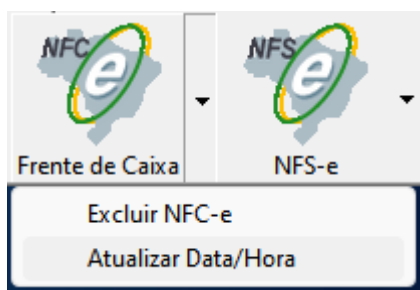 NFC e
NFS e
Frente de Caixa
NFS-e
Excluir NFC-e
Atualizar Data/Hora